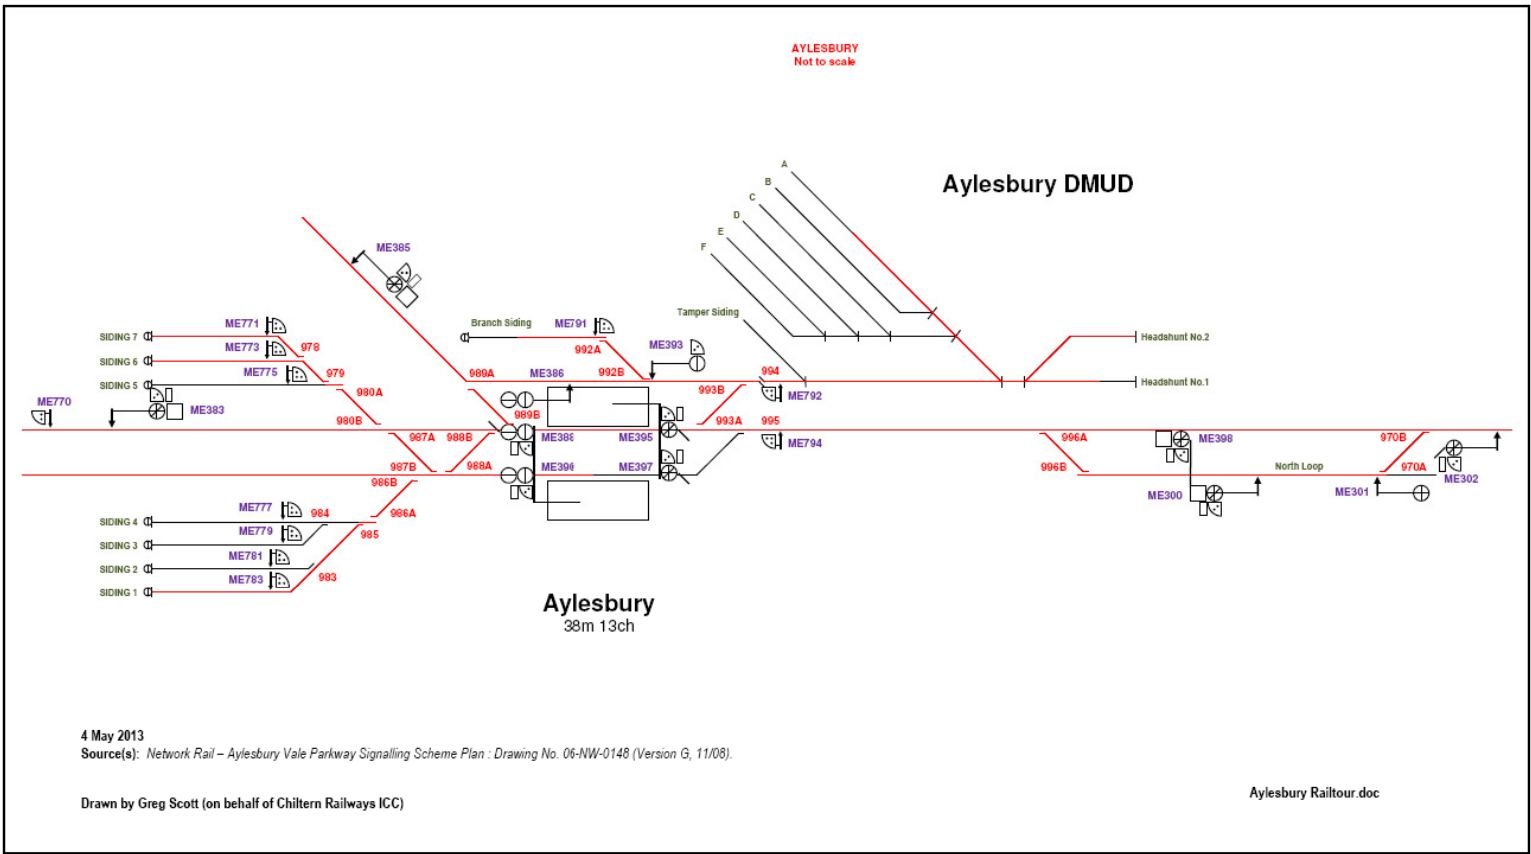 AYLESBURY
Not to scale
A
B
C
D
E
F
Aylesbury DMUD
ME385
Tamper Siding
Branch Siding
ME791
ME771
SIDING 7
978
ME773
SIDING 6
979
ME775
SIDING 5
980A
992A
ME393
992B
989A
ME386
993B
994
ME792
Headshunt No.2
Headshunt No.1
ME770
ME383
980B
987A
988B
989B
ME395
993A
995
ME794
987B
988A
ME397
986B
996A
996B
ME398
North Loop
970B
970A
ME302
ME300
ME301
ME777
984
986A
SIDING 4
ME779
985
SIDING 3
ME781
SIDING 2
ME783
983
SIDING 1
Aylesbury
38m 13ch
4 May 2013
Source(s): Network Rail – Aylesbury Vale Parkway Signalling Scheme Plan : Drawing No. 06-NW-0148 (Version G, 11/08).
Drawn by Greg Scott (on behalf of Chiltern Railways ICC)
Aylesbury Railtour.doc